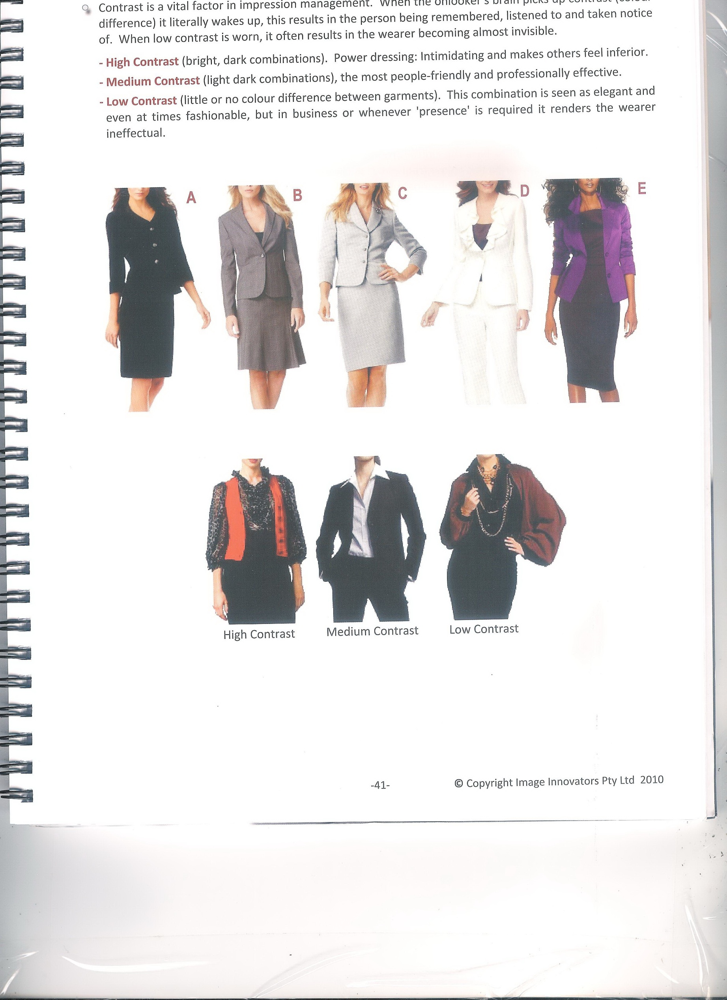 Contrast is a vital factor in impression management. When the onlooker's brain picks up contrast (colour
difference) it literally wakes up, this results in the person being remembered, listened to and taken notice
of. When low contrast is worn, it often results in the wearer becoming almost invisible.
- High Contrast (bright, dark combinations). Power dressing: Intimidating and makes others feel inferior.
- Medium Contrast (light dark combinations), the most people-friendly and professionally effective.
- Low Contrast (little or no colour difference between garments). This combination is seen as elegant and
even at times fashionable, but in business or whenever 'presence' is required it renders the wearer
ineffectual.
A B C D E
High Contrast Medium Contrast Low Contrast
-41- © Copyright Image Innovators Pty Ltd 2010